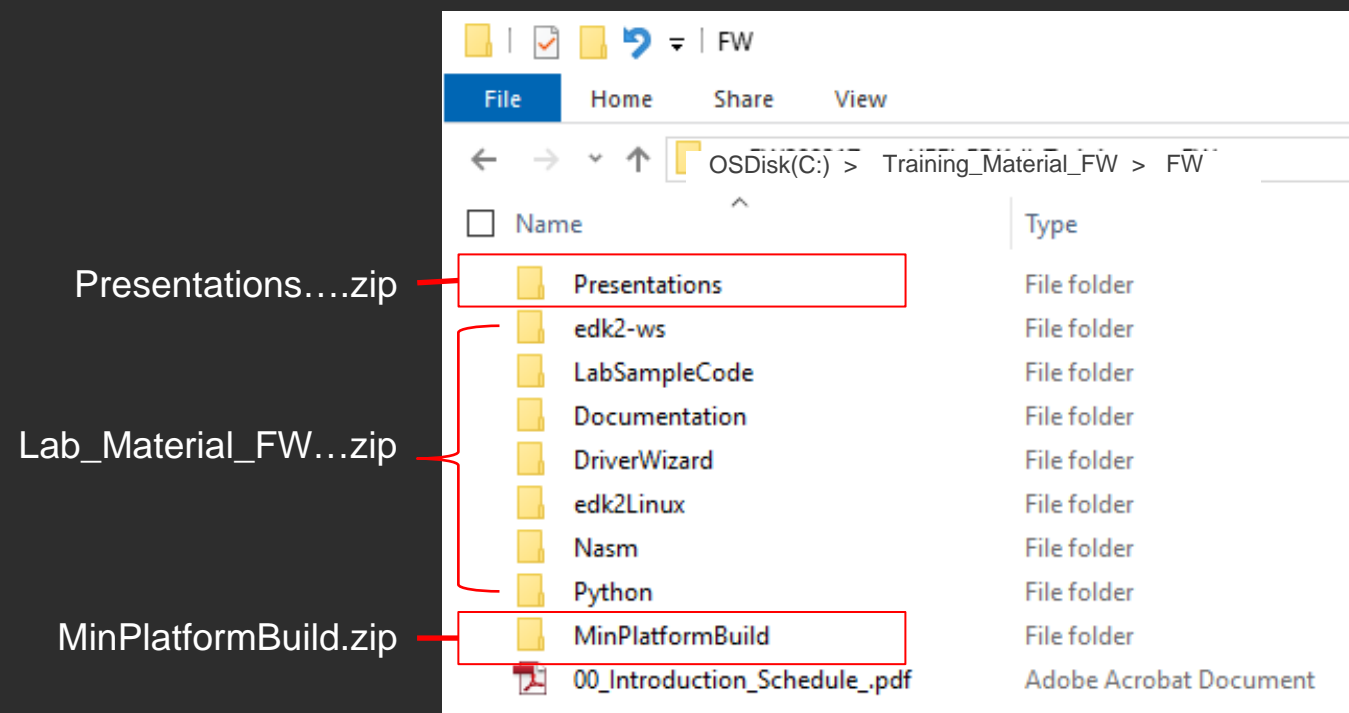 FW
File Home Share View
OSDisk(C:) > Training_Material_FW > FW
Name Type
Presentations….zip Presentations File folder
edk2-ws File folder
LabSampleCode File folder
Documentation File folder
Lab_Material_FW…zip DriverWizard File folder
edk2Linux File folder
Nasm File folder
Python File folder
MinPlatformBuild.zip MinPlatformBuild File folder
00_Introduction_Schedule_.pdf Adobe Acrobat Document